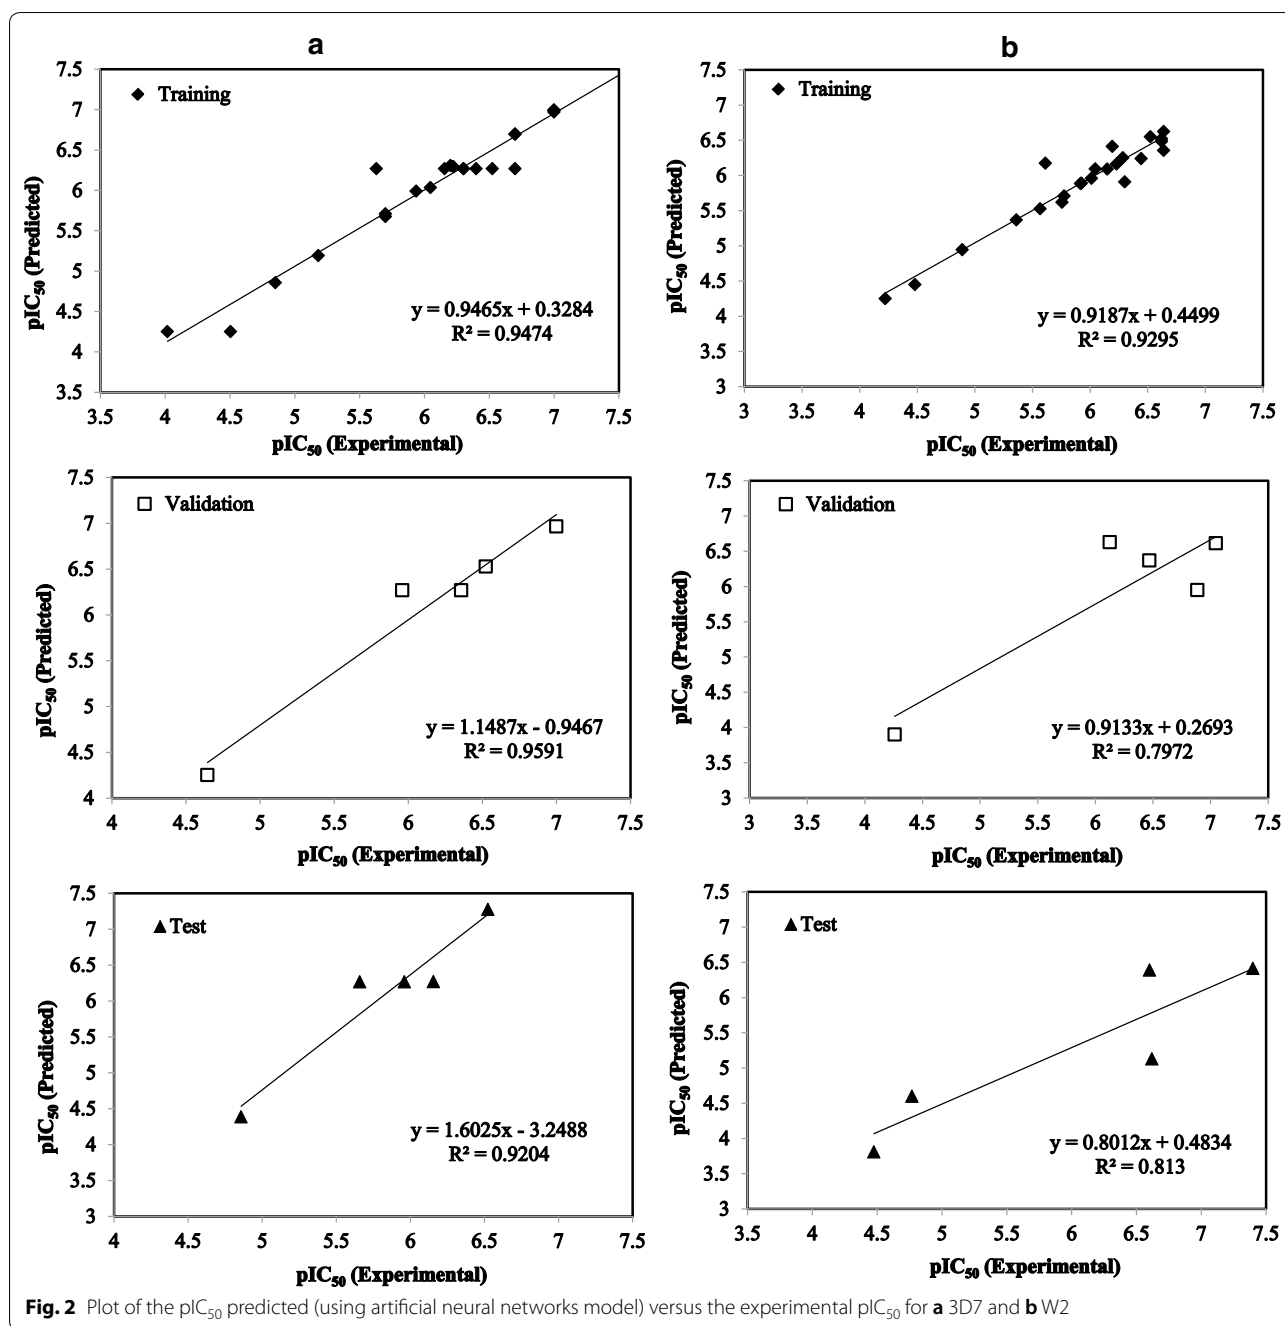 a
b
7.5
7
6.5
6
5.5
5
4.5
4
3.5
pIC50 (Predicted)
Training
y = 0.9465x + 0.3284
R² = 0.9474
3.5 4 4.5 5 5.5 6 6.5 7 7.5
pIC50 (Experimental)
7.5
7
6.5
6
5.5
5
4.5
4
3.5
3
pIC50 (Predicted)
Training
y = 0.9187x + 0.4499
R² = 0.9295
3 3.5 4 4.5 5 5.5 6 6.5 7 7.5
pIC50 (Experimental)
7.5
7
6.5
6
5.5
5
4.5
4
pIC50 (Predicted)
Validation
y = 1.1487x - 0.9467
R² = 0.9591
4 4.5 5 5.5 6 6.5 7 7.5
pIC50 (Experimental)
7.5
7
6.5
6
5.5
5
4.5
4
3.5
3
pIC50 (Predicted)
Validation
y = 0.9133x + 0.2693
R² = 0.7972
3 3.5 4 4.5 5 5.5 6 6.5 7 7.5
pIC50 (Experimental)
7.5
7
6.5
6
5.5
5
4.5
4
3.5
3
pIC50 (Predicted)
Test
y = 1.6025x - 3.2488
R² = 0.9204
4 4.5 5 5.5 6 6.5 7 7.5
pIC50 (Experimental)
7.5
7
6.5
6
5.5
5
4.5
4
3.5
3
pIC50 (Predicted)
Test
y = 0.8012x + 0.4834
R² = 0.813
3.5 4 4.5 5 5.5 6 6.5 7 7.5
pIC50 (Experimental)
Fig. 2 Plot of the pIC50 predicted (using artificial neural networks model) versus the experimental pIC50 for a 3D7 and b W2